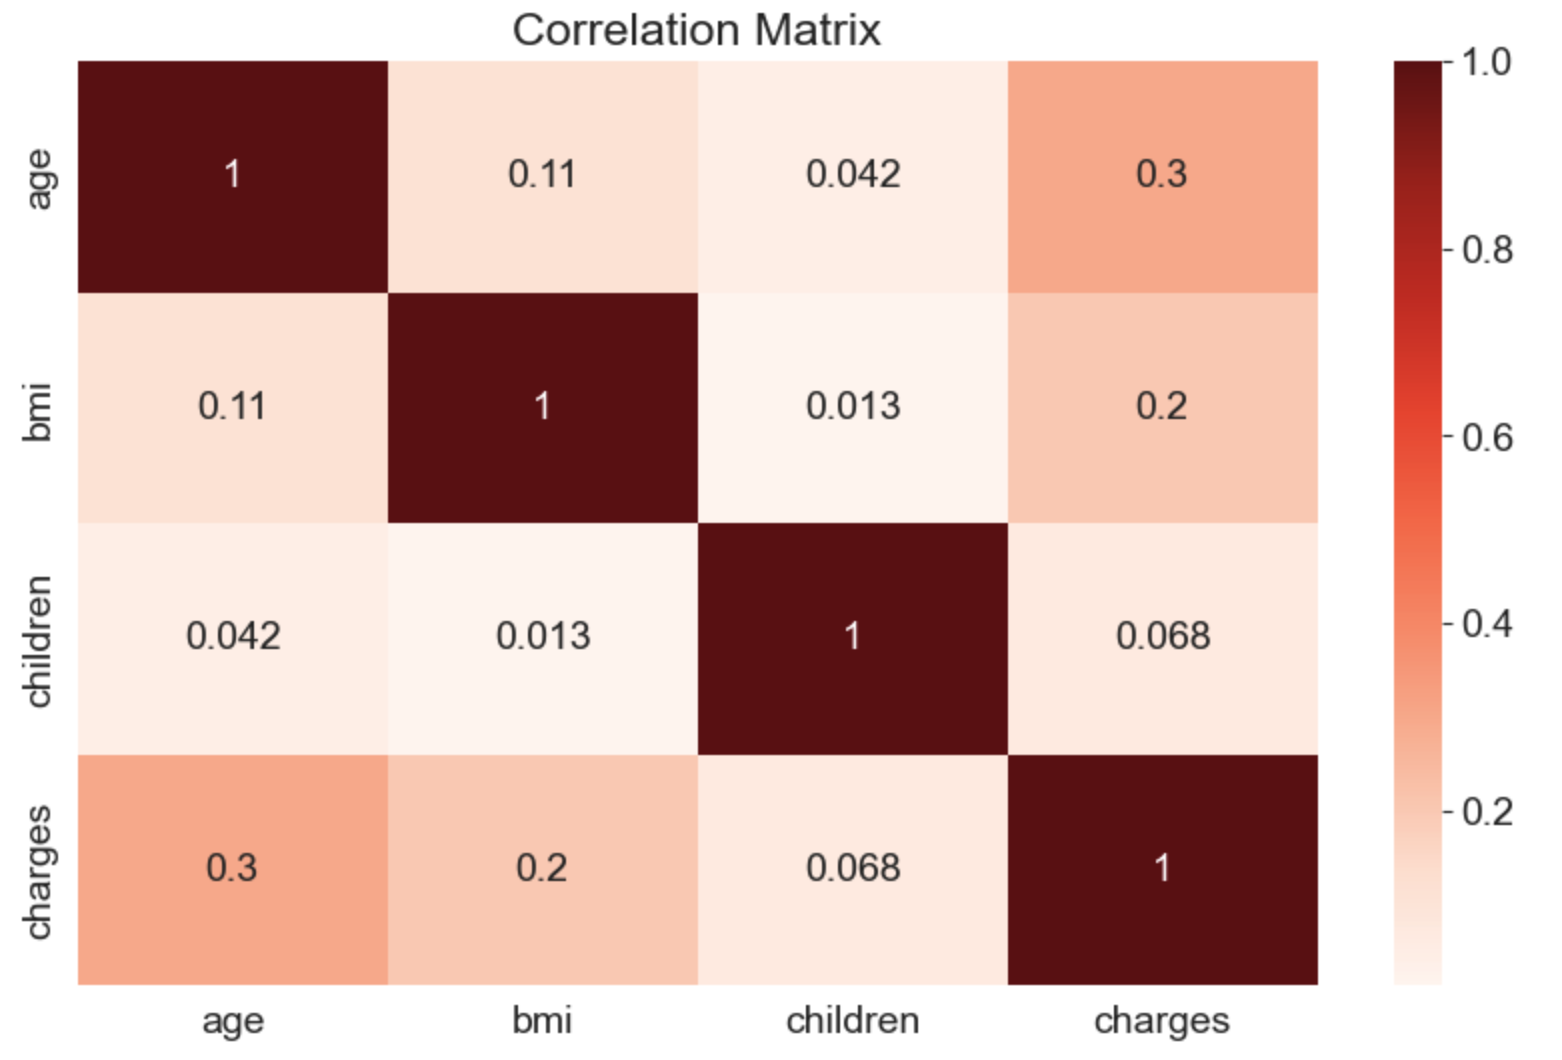 Correlation Matrix
age 1 0.11 0.042 0.3
bmi 0.11 1 0.013 0.2
children 0.042 0.013 1 0.068
charges 0.3 0.2 0.068 1
age bmi children charges
1.0
0.8
0.6
0.4
0.2